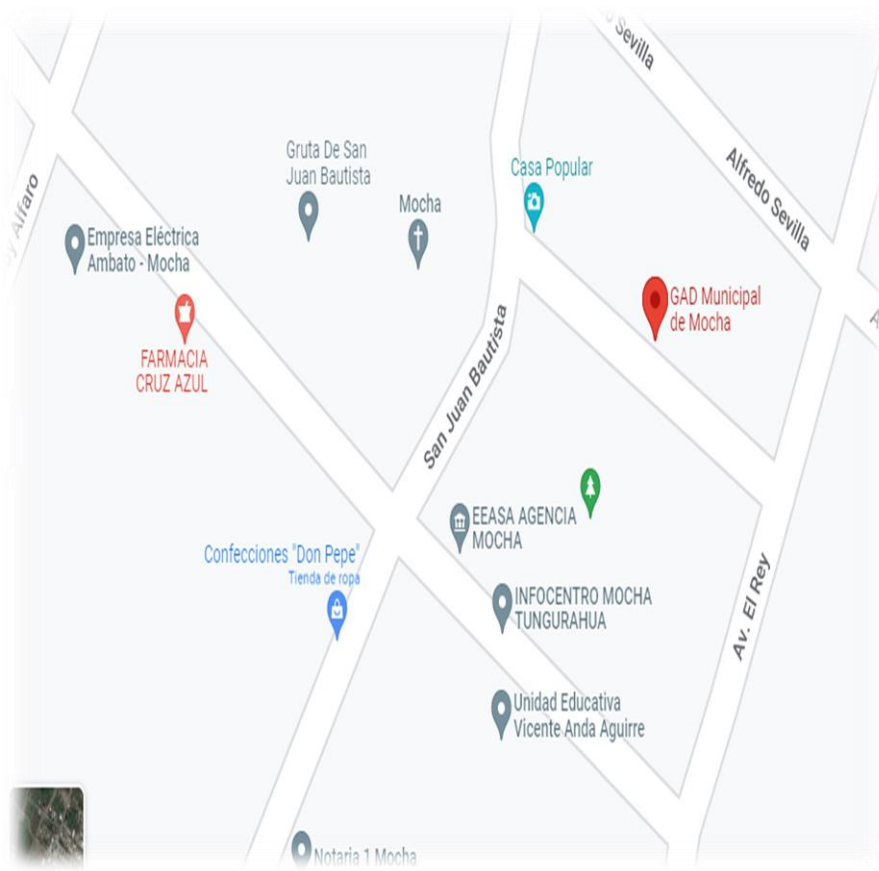 Sevilla
Alfredo Sevilla
Gruta De San
Juan Bautista
Casa Popular
Mocha
Alfaro
Empresa Eléctrica
Ambato - Mocha
GAD Municipal
de Mocha
FARMACIA
CRUZ AZUL
San Juan Bautista
EEASA AGENCIA
MOCHA
Confecciones "Don Pepe"
Tienda de ropa
INFOCENTRO MOCHA
TUNGURAHUA
Av. El Rey
Unidad Educativa
Vicente Anda Aguirre
Notaria 1 Mocha